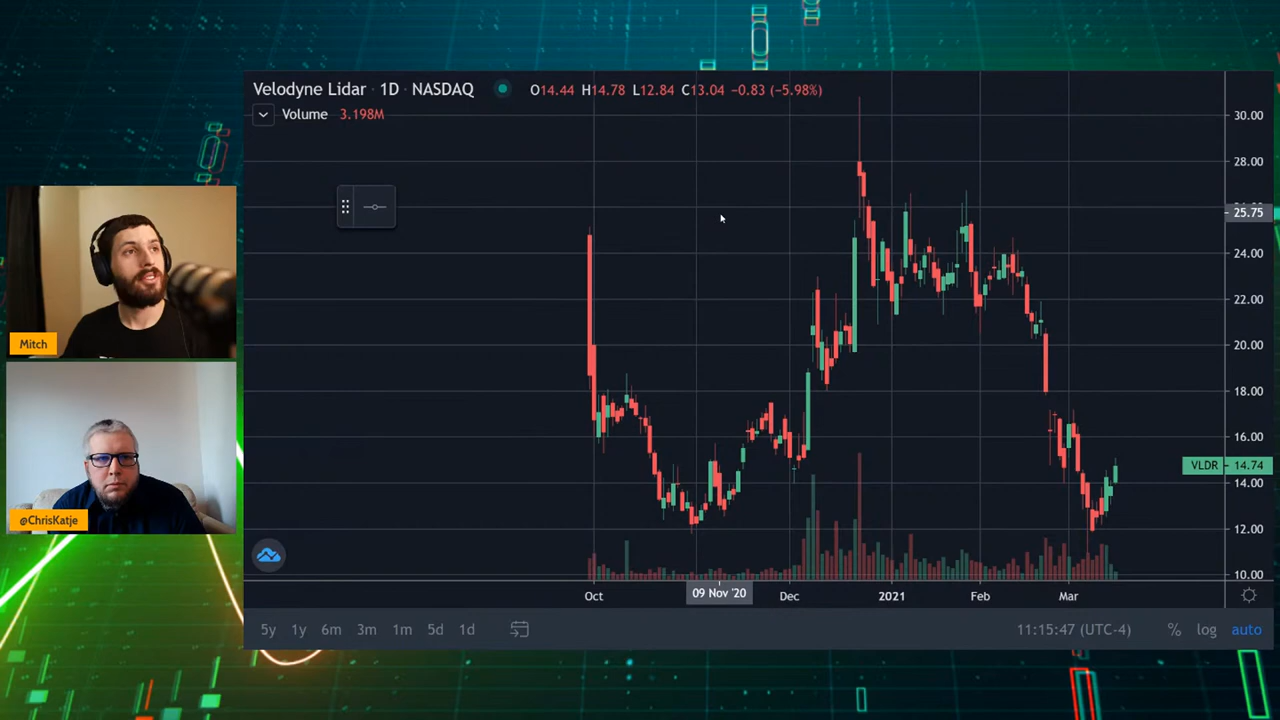 Velodyne Lidar · 1D · NASDAQ O14.44 H14.78 L12.84 C13.04 −0.83 (−5.98%)
Volume 3.198M
30.00
28.00
25.75
24.00
22.00
20.00
18.00
16.00
VLDR 14.74
14.00
12.00
10.00
Mitch
@ChrisKatje
Oct 09 Nov '20 Dec 2021 Feb Mar
5y 1y 6m 3m 1m 5d 1d 11:15:47 (UTC-4) % log auto